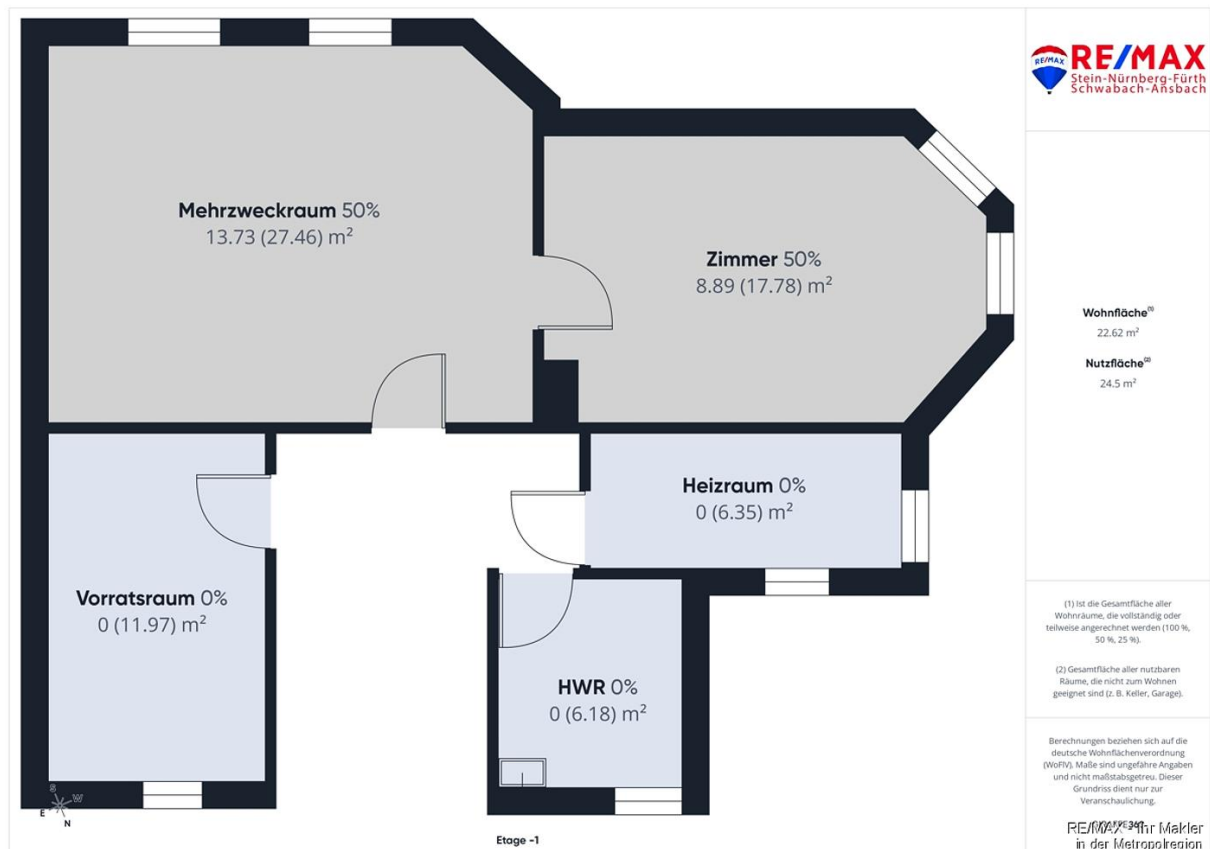 RE/MAX
RE/MAX
Stein-Nürnberg-Fürth
Schwabach-Ansbach
Mehrzweckraum 50%
13.73 (27.46) m²
Zimmer 50%
8.89 (17.78) m²
Wohnfläche(1)
22.62 m²
Nutzfläche(2)
24.5 m²
Heizraum 0%
0 (6.35) m²
Vorratsraum 0%
0 (11.97) m²
HWR 0%
0 (6.18) m²
(1) Ist die Gesamtfläche aller
Wohnräume, die vollständig oder
teilweise angerechnet werden (100 %,
50 %, 25 %).
(2) Gesamtfläche aller nutzbaren
Räume, die nicht zum Wohnen
geeignet sind (z. B. Keller, Garage).
Berechnungen beziehen sich auf die
deutsche Wohnflächenverordnung
(WoFlV). Maße sind ungefähre Angaben
und nicht maßstabsgetreu. Dieser
Grundriss dient nur zur
Veranschaulichung.
S
W
E
N
Etage -1
RE/MAX - Ihr Makler
in der Metropolregion